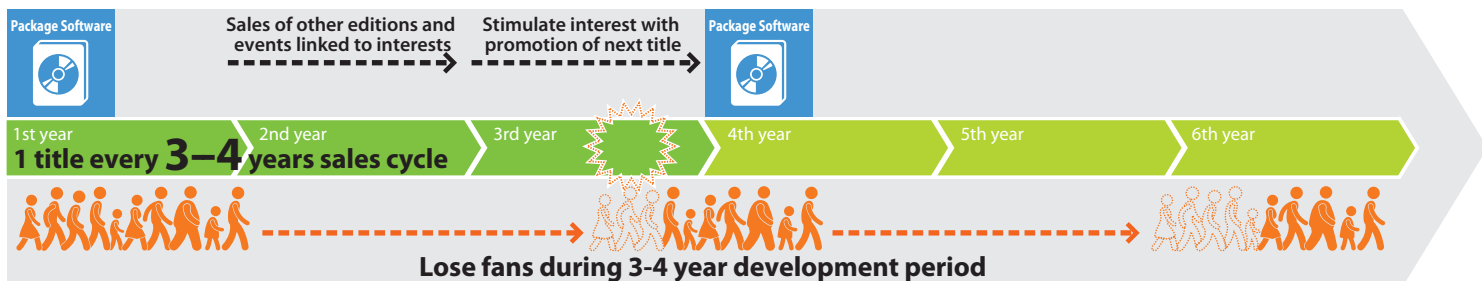 Package Software
Sales of other editions and
events linked to interests
Stimulate interest with
promotion of next title
Package Software
1st year
2nd year
3rd year
4th year
5th year
6th year
1 title every 3–4 years sales cycle
Lose fans during 3-4 year development period